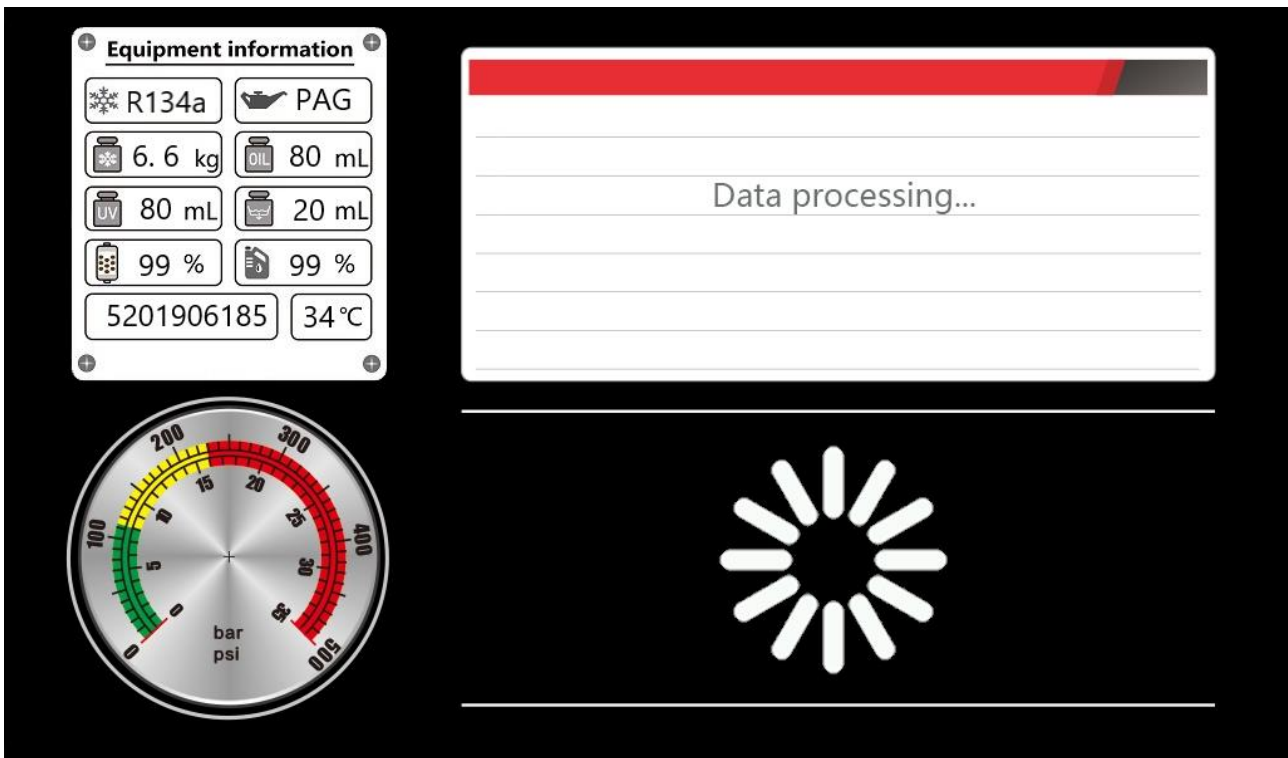 Equipment information
R134a PAG
6.6 kg OIL 80 mL
UV 80 mL 20 mL
99 % 99 %
5201906185 34℃
Data processing...
0 100 200 300 400 500
0 5 10 15 20 25 30 35
bar
psi